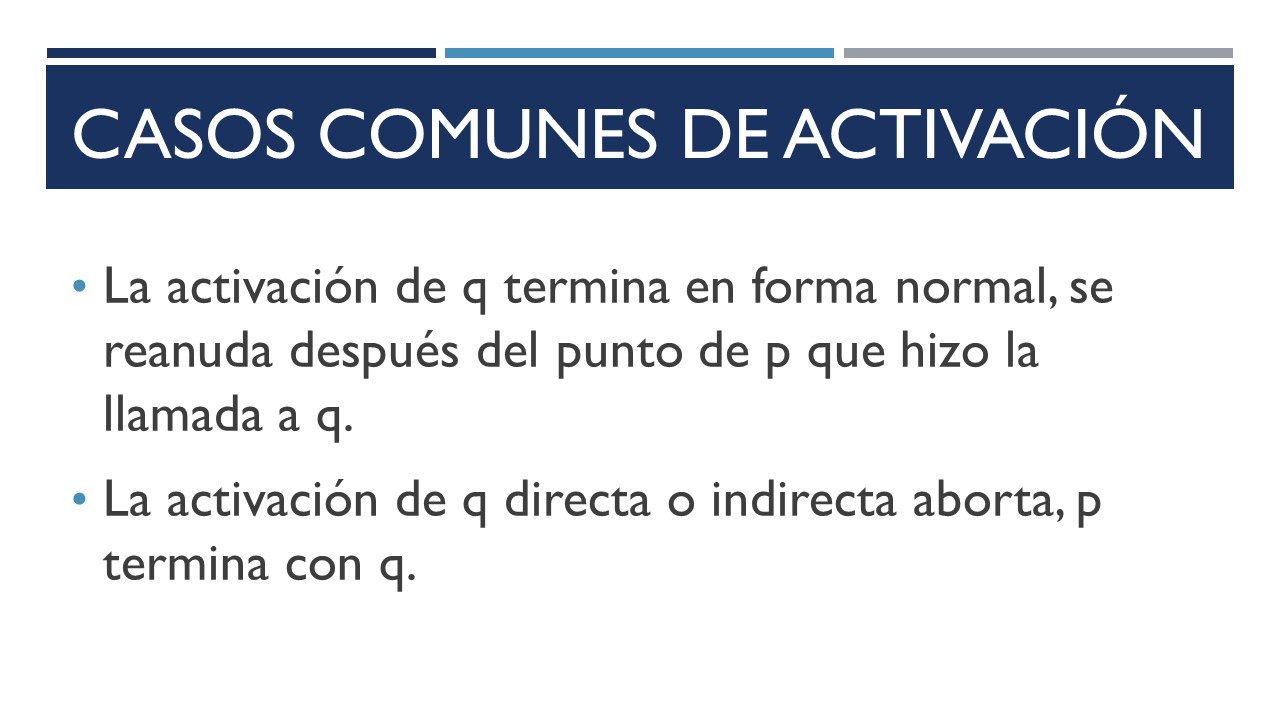 CASOS COMUNES DE ACTIVACIÓN
• La activación de q termina en forma normal, se
reanuda después del punto de p que hizo la
llamada a q.
• La activación de q directa o indirecta aborta, p
termina con q.